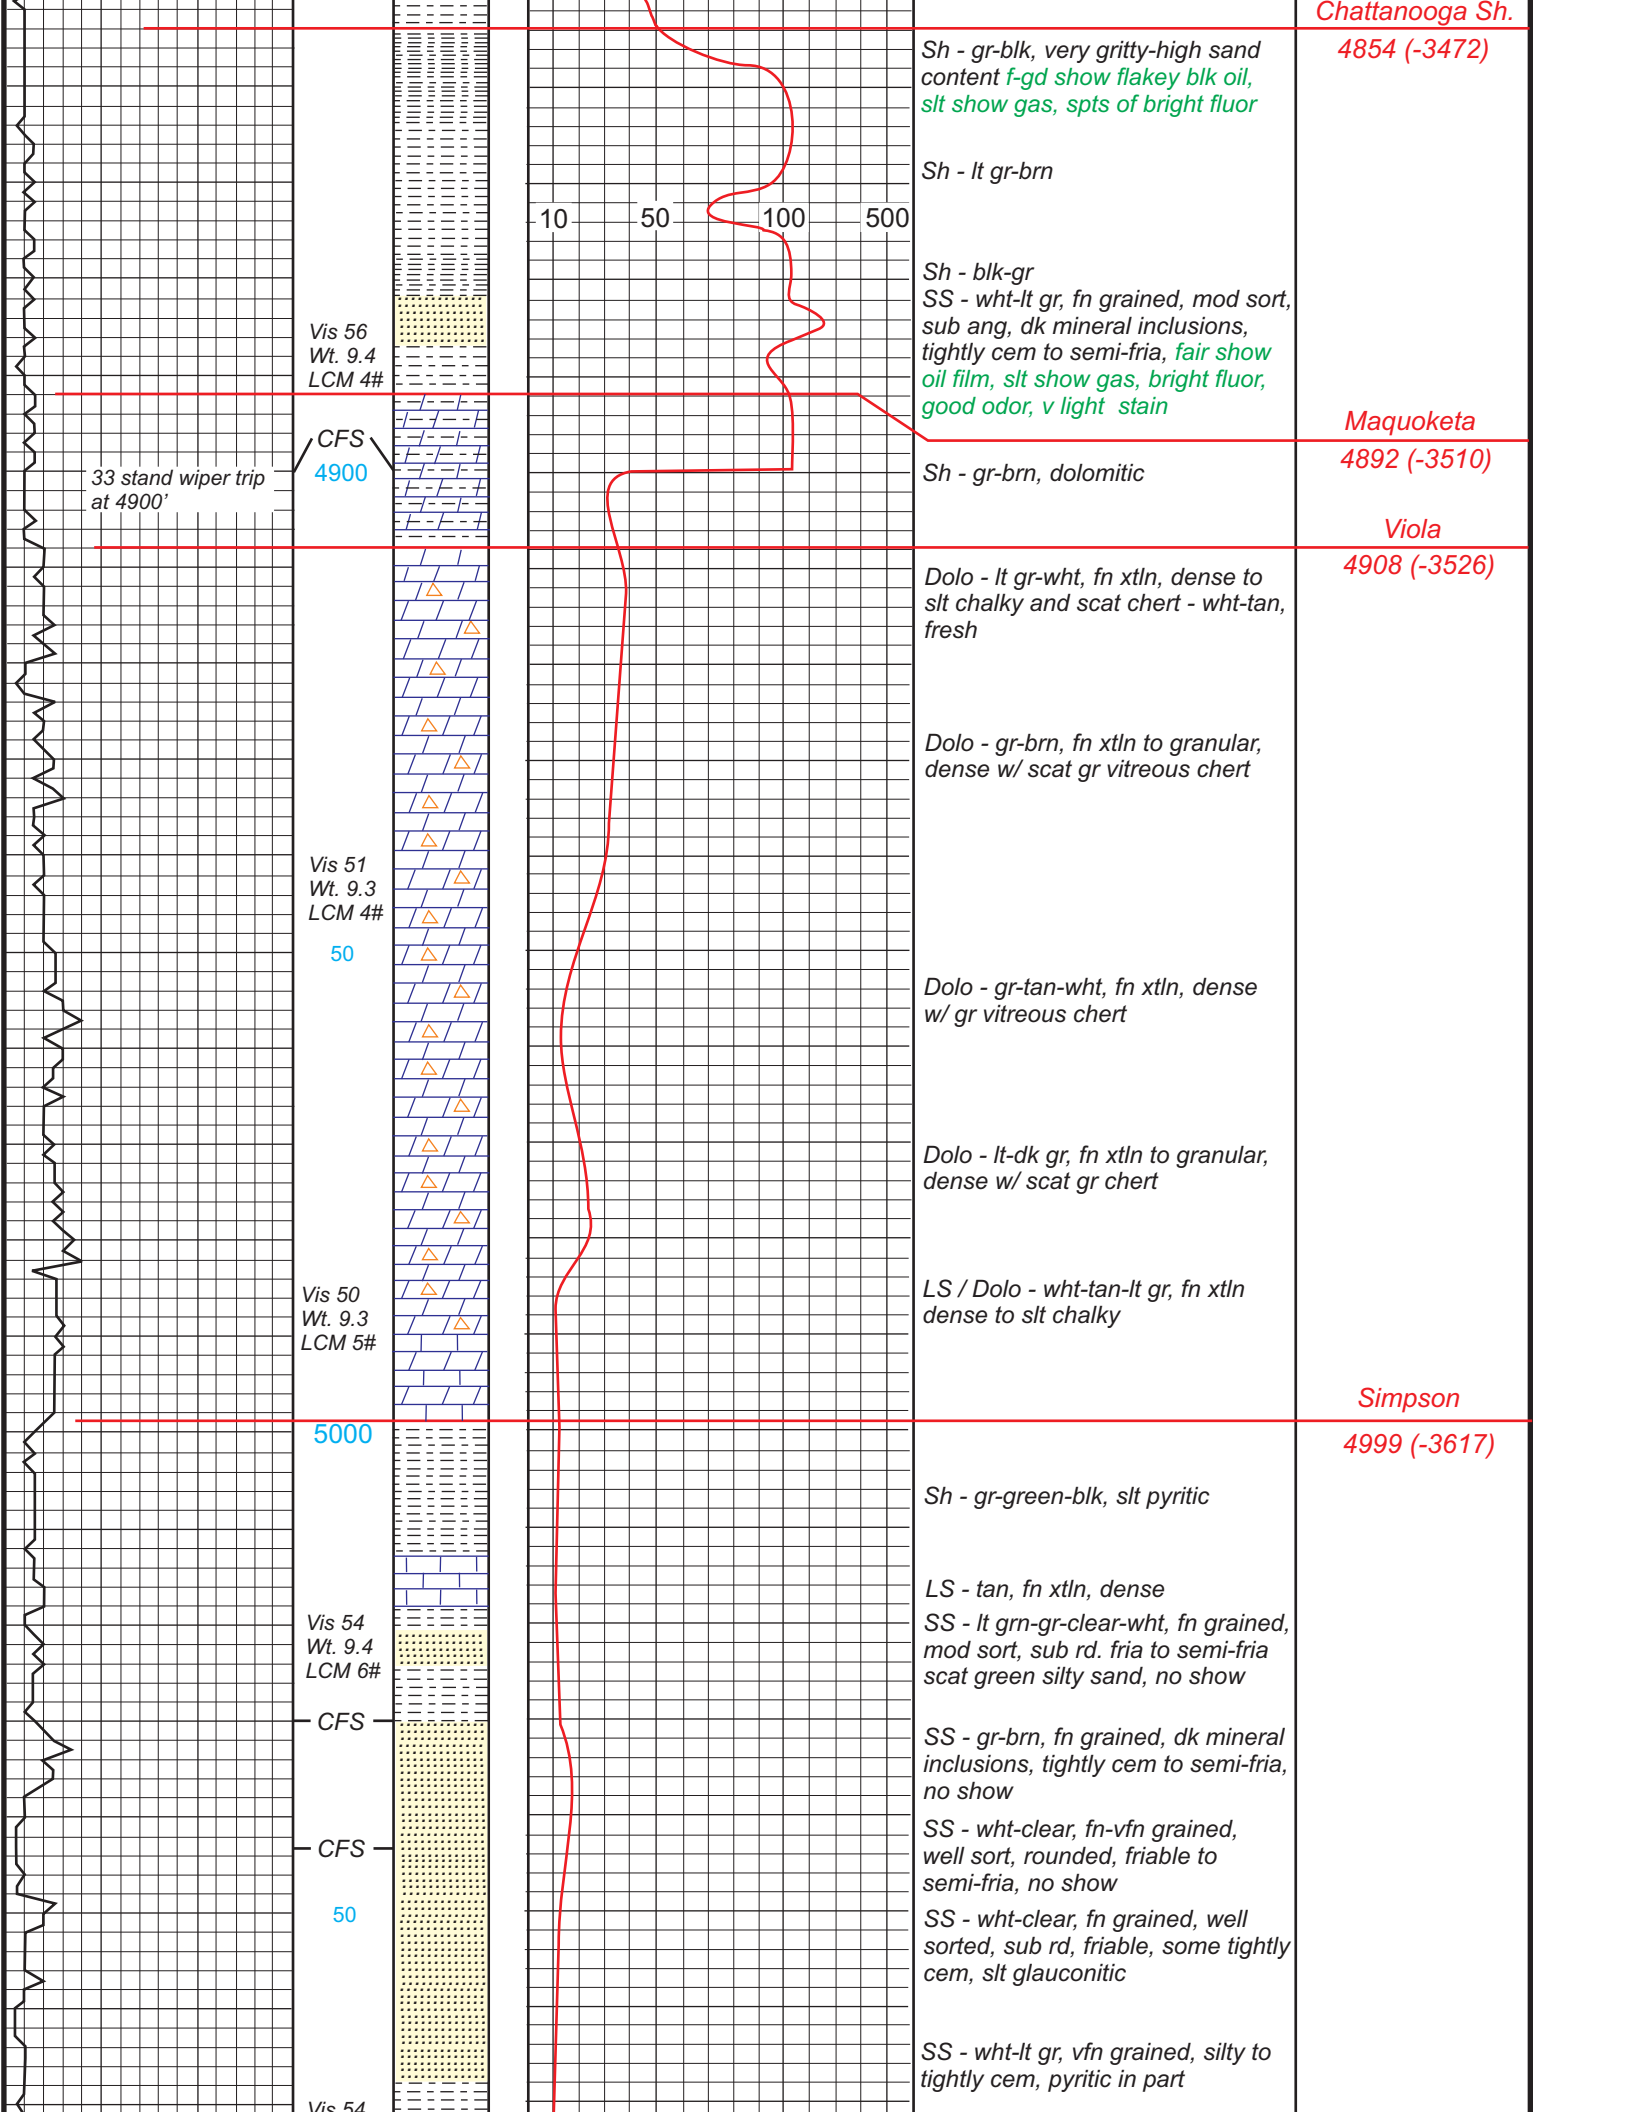 Chattanooga Sh.
4854 (-3472)
Sh - gr-blk, very gritty-high sand
content f-gd show flakey blk oil,
slt show gas, spts of bright fluor
Sh - lt gr-brn
10 50 100 500
Sh - blk-gr
SS - wht-lt gr, fn grained, mod sort,
sub ang, dk mineral inclusions,
tightly cem to semi-fria, fair show
oil film, slt show gas, bright fluor,
good odor, v light stain
Vis 56
Wt. 9.4
LCM 4#
Maquoketa
4892 (-3510)
CFS
4900
33 stand wiper trip
at 4900'
Sh - gr-brn, dolomitic
Viola
4908 (-3526)
Dolo - lt gr-wht, fn xtln, dense to
slt chalky and scat chert - wht-tan,
fresh
Dolo - gr-brn, fn xtln to granular,
dense w/ scat gr vitreous chert
Vis 51
Wt. 9.3
LCM 4#
50
Dolo - gr-tan-wht, fn xtln, dense
w/ gr vitreous chert
Dolo - lt-dk gr, fn xtln to granular,
dense w/ scat gr chert
Vis 50
Wt. 9.3
LCM 5#
LS / Dolo - wht-tan-lt gr, fn xtln
dense to slt chalky
Simpson
4999 (-3617)
5000
Sh - gr-green-blk, slt pyritic
LS - tan, fn xtln, dense
Vis 54
Wt. 9.4
LCM 6#
SS - lt grn-gr-clear-wht, fn grained,
mod sort, sub rd. fria to semi-fria
scat green silty sand, no show
CFS
SS - gr-brn, fn grained, dk mineral
inclusions, tightly cem to semi-fria,
no show
CFS
SS - wht-clear, fn-vfn grained,
well sort, rounded, friable to
semi-fria, no show
50
SS - wht-clear, fn grained, well
sorted, sub rd, friable, some tightly
cem, slt glauconitic
SS - wht-lt gr, vfn grained, silty to
tightly cem, pyritic in part
Vis 54